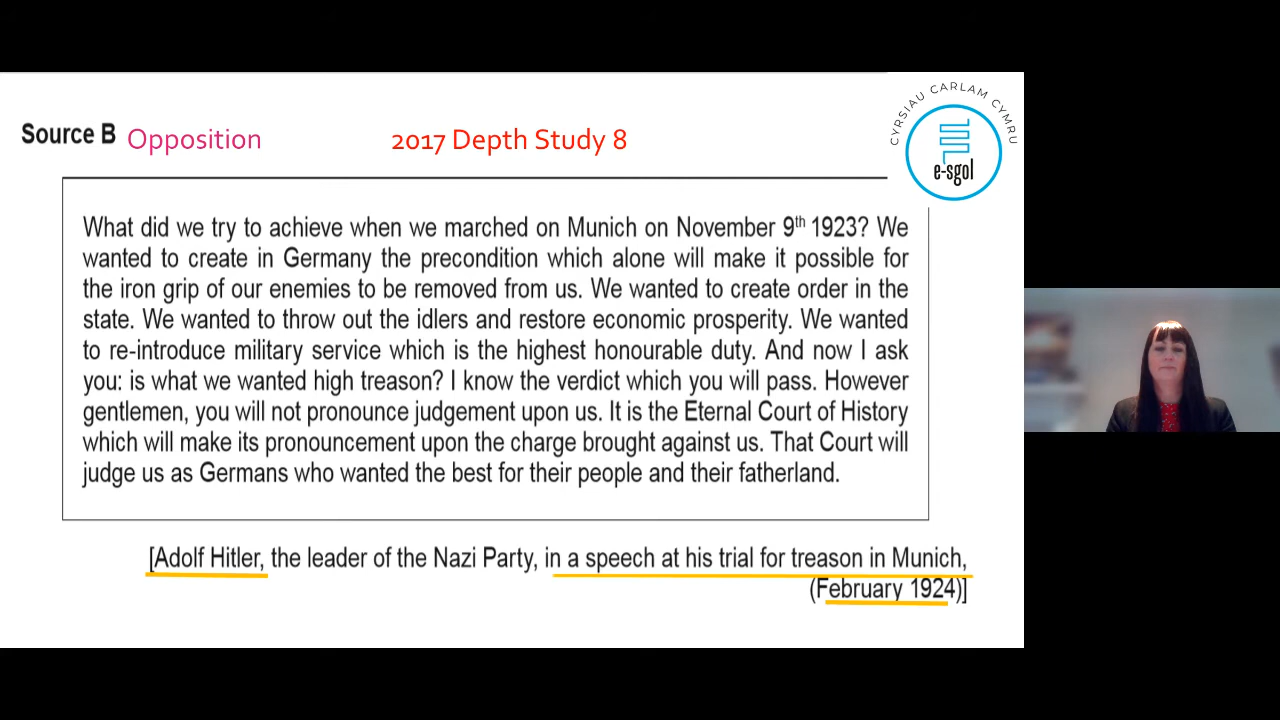 CYRSIAU CARLAM CYMRU
e-sgol
Source B Opposition 2017 Depth Study 8
What did we try to achieve when we marched on Munich on November 9th 1923? We
wanted to create in Germany the precondition which alone will make it possible for
the iron grip of our enemies to be removed from us. We wanted to create order in the
state. We wanted to throw out the idlers and restore economic prosperity. We wanted
to re-introduce military service which is the highest honourable duty. And now I ask
you: is what we wanted high treason? I know the verdict which you will pass. However
gentlemen, you will not pronounce judgement upon us. It is the Eternal Court of History
which will make its pronouncement upon the charge brought against us. That Court will
judge us as Germans who wanted the best for their people and their fatherland.
[Adolf Hitler, the leader of the Nazi Party, in a speech at his trial for treason in Munich,
(February 1924)]